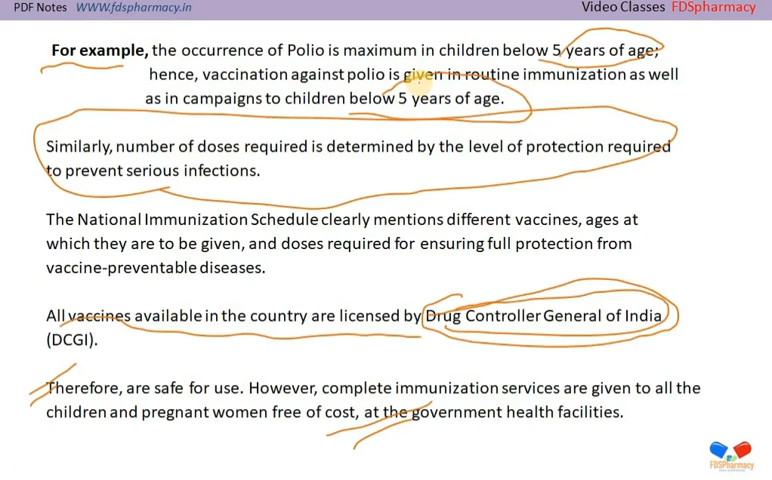 PDF Notes WWW.fdspharmacy.in Video Classes FDSpharmacy
For example, the occurrence of Polio is maximum in children below 5 years of age;
hence, vaccination against polio is given in routine immunization as well
as in campaigns to children below 5 years of age.
Similarly, number of doses required is determined by the level of protection required
to prevent serious infections.
The National Immunization Schedule clearly mentions different vaccines, ages at
which they are to be given, and doses required for ensuring full protection from
vaccine-preventable diseases.
All vaccines available in the country are licensed by Drug Controller General of India
(DCGI).
Therefore, are safe for use. However, complete immunization services are given to all the
children and pregnant women free of cost, at the government health facilities.
FDSPharmacy